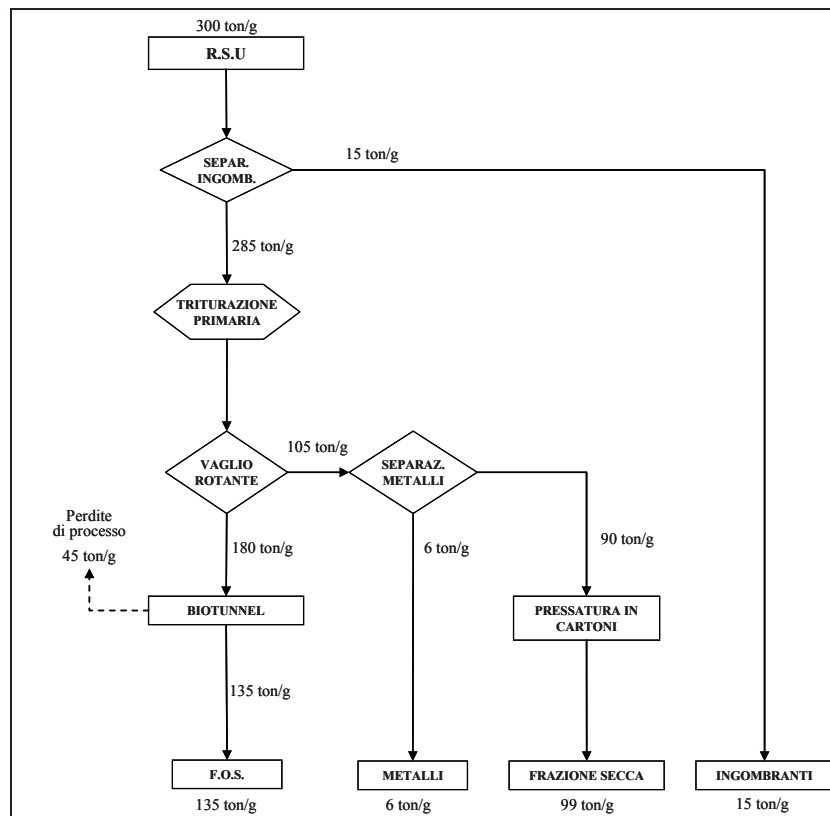 300 ton/g
R.S.U
SEPAR.
INGOMB.
15 ton/g
285 ton/g
TRITURAZIONE
PRIMARIA
VAGLIO
ROTANTE
105 ton/g
SEPARAZ.
METALLI
Perdite
di processo
45 ton/g
180 ton/g
6 ton/g
90 ton/g
BIOTUNNEL
PRESSATURA IN
CARTONI
135 ton/g
F.O.S.
METALLI
FRAZIONE SECCA
INGOMBRANTI
135 ton/g
6 ton/g
99 ton/g
15 ton/g